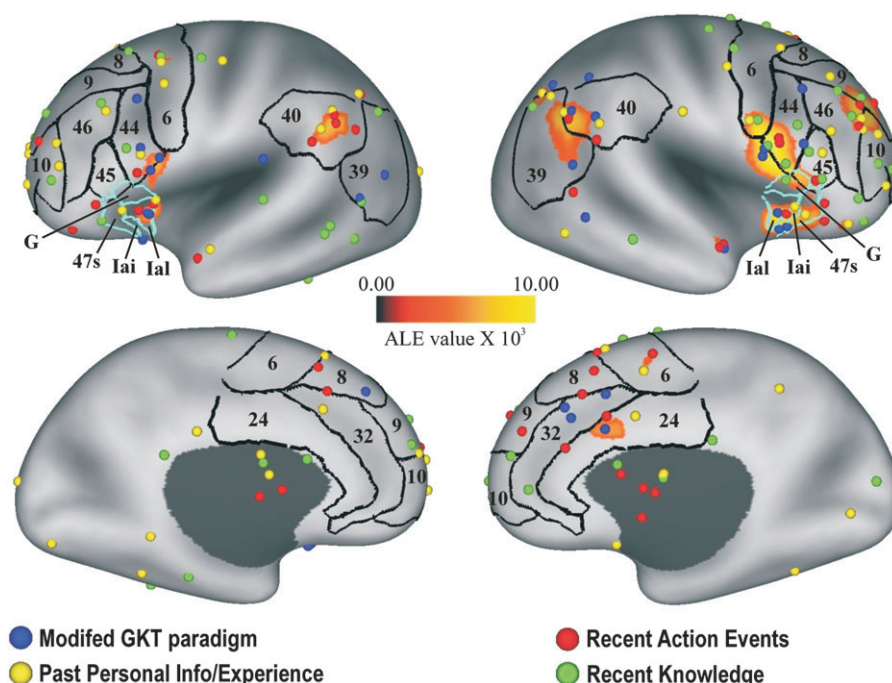 8
9
6
46
44
40
10
45
39
G
47s
Iai
Ial
8
9
6
44
46
40
10
45
39
G
Ial
Iai
47s
0.00 10.00
ALE value X 10³
6
8
24
32
9
10
8
6
9
32
24
10
Modifed GKT paradigm
Past Personal Info/Experience
Recent Action Events
Recent Knowledge